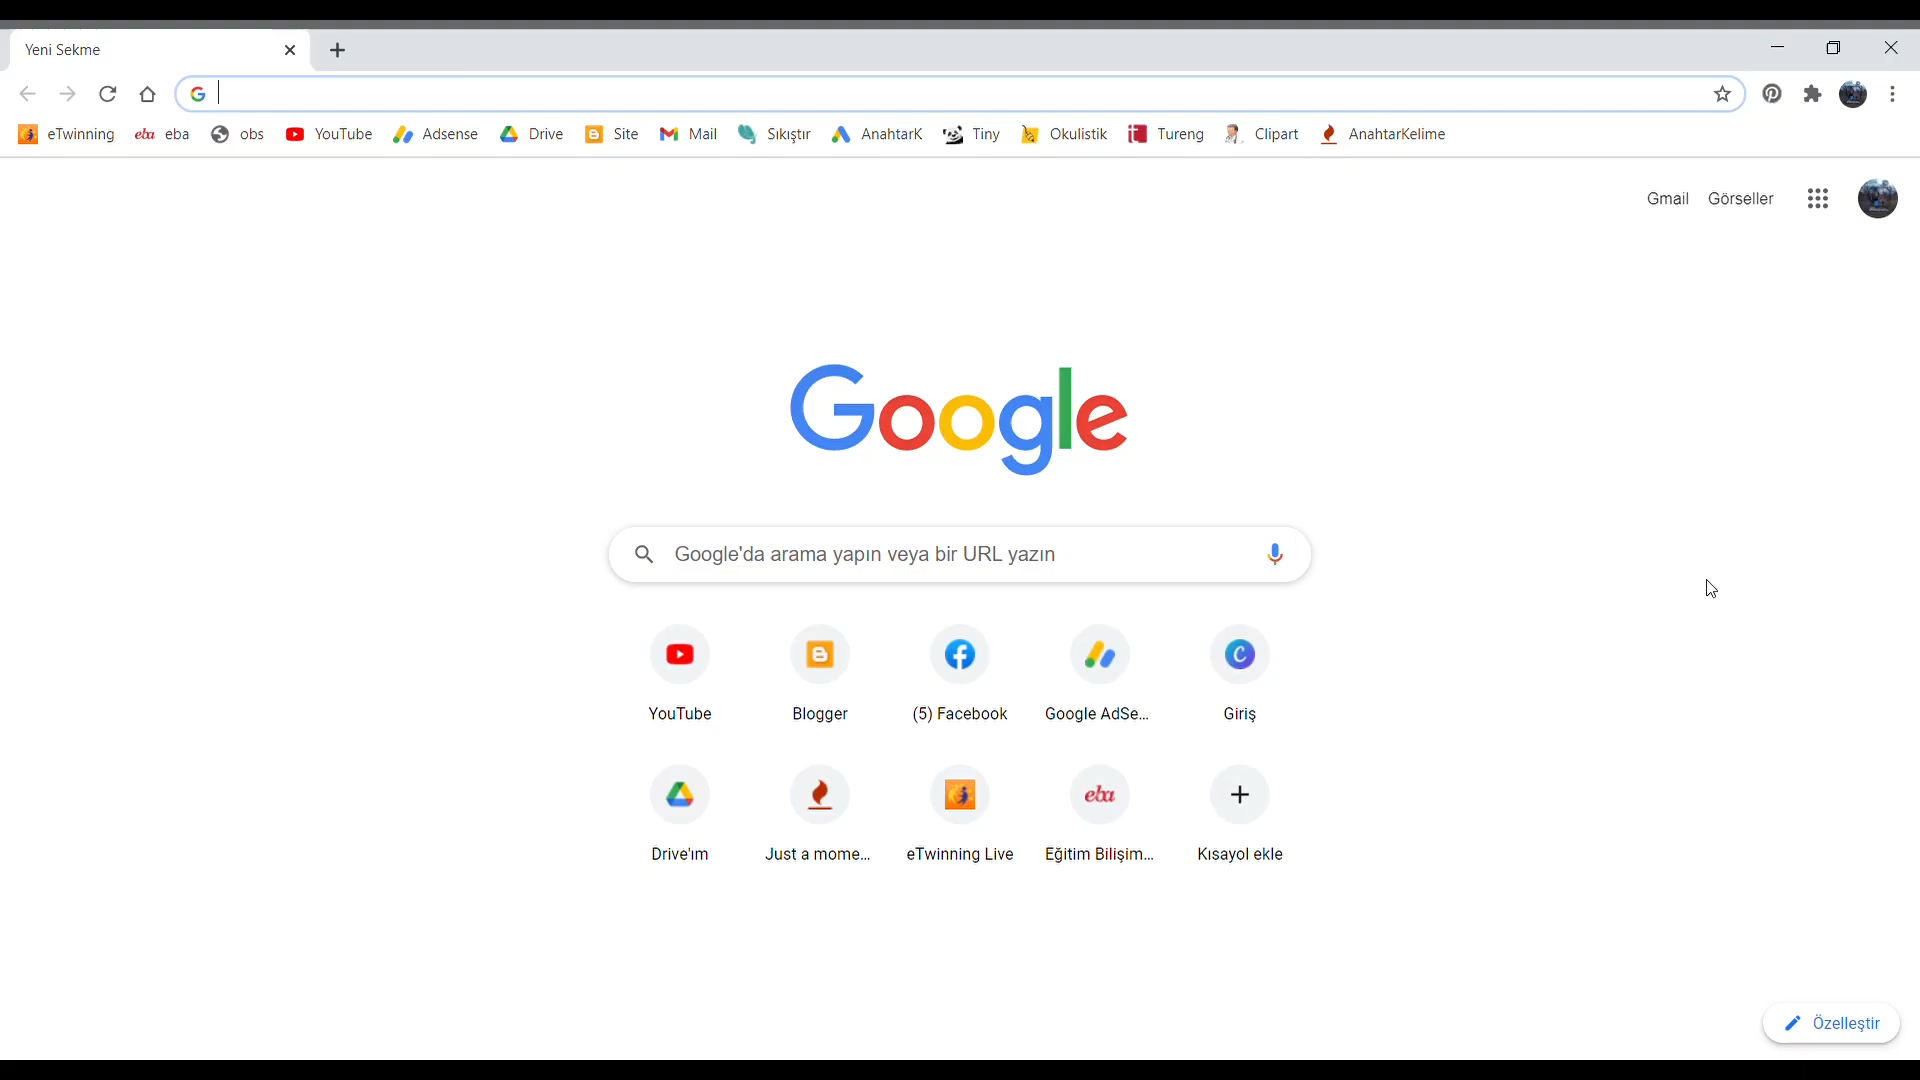 Yeni Sekme
eTwinning eba eba obs YouTube Adsense Drive Site Mail Sıkıştır AnahtarK Tiny Okulistik Tureng Clipart AnahtarKelime
Gmail Görseller
Google
Google'da arama yapın veya bir URL yazın
YouTube Blogger (5) Facebook Google AdSe... Giriş
eba
Drive'ım Just a mome... eTwinning Live Eğitim Bilişim... Kısayol ekle
Özelleştir